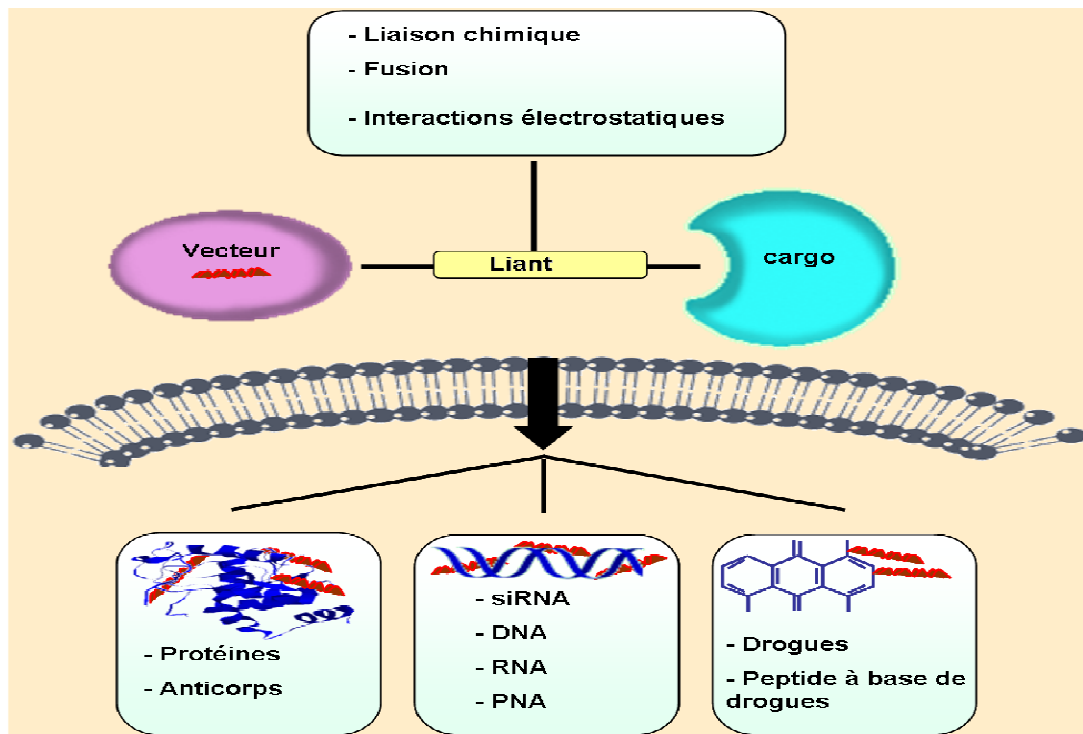 - Liaison chimique
- Fusion
- Interactions électrostatiques
Vecteur
Liant
cargo
- Protéines
- Anticorps
- siRNA
- DNA
- RNA
- PNA
- Drogues
- Peptide à base de
drogues